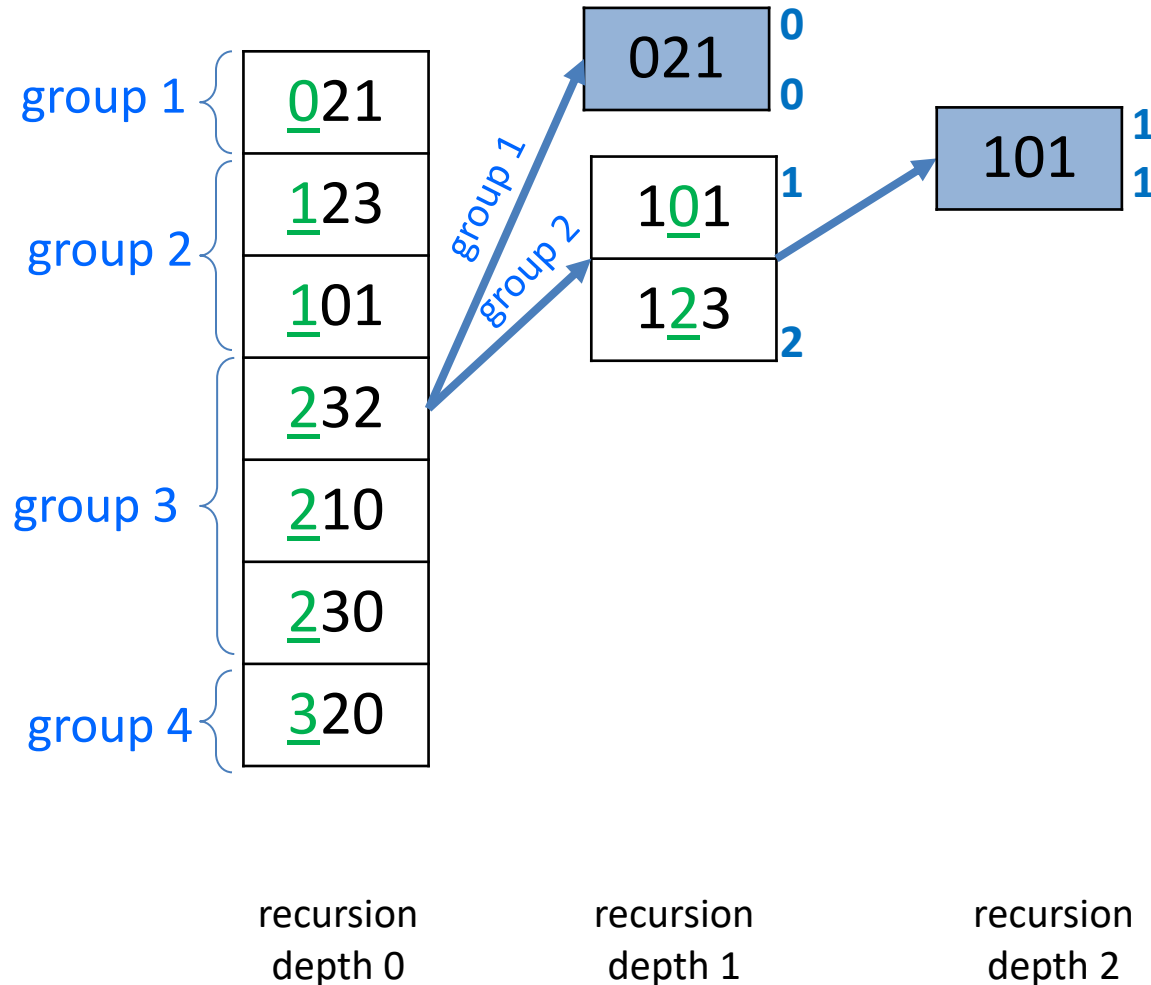 group 1
group 2
group 3
group 4
021
123
101
232
210
230
320
group 1
group 2
021
0
0
101
123
1
2
101
1
1
recursion
depth 0
recursion
depth 1
recursion
depth 2